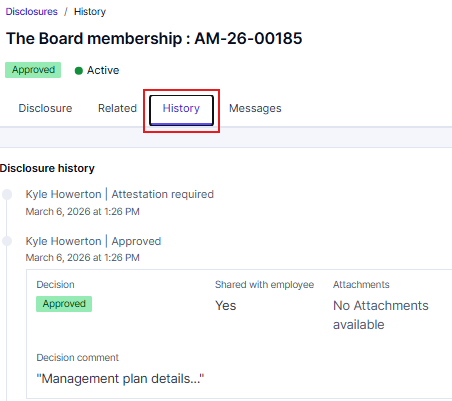 Disclosures / History
The Board membership : AM-26-00185
Approved Active
Disclosure Related History Messages
Disclosure history
Kyle Howerton | Attestation required
March 6, 2026 at 1:26 PM
Kyle Howerton | Approved
March 6, 2026 at 1:26 PM
Decision Shared with employee Attachments
Approved Yes No Attachments
available
Decision comment
"Management plan details..."